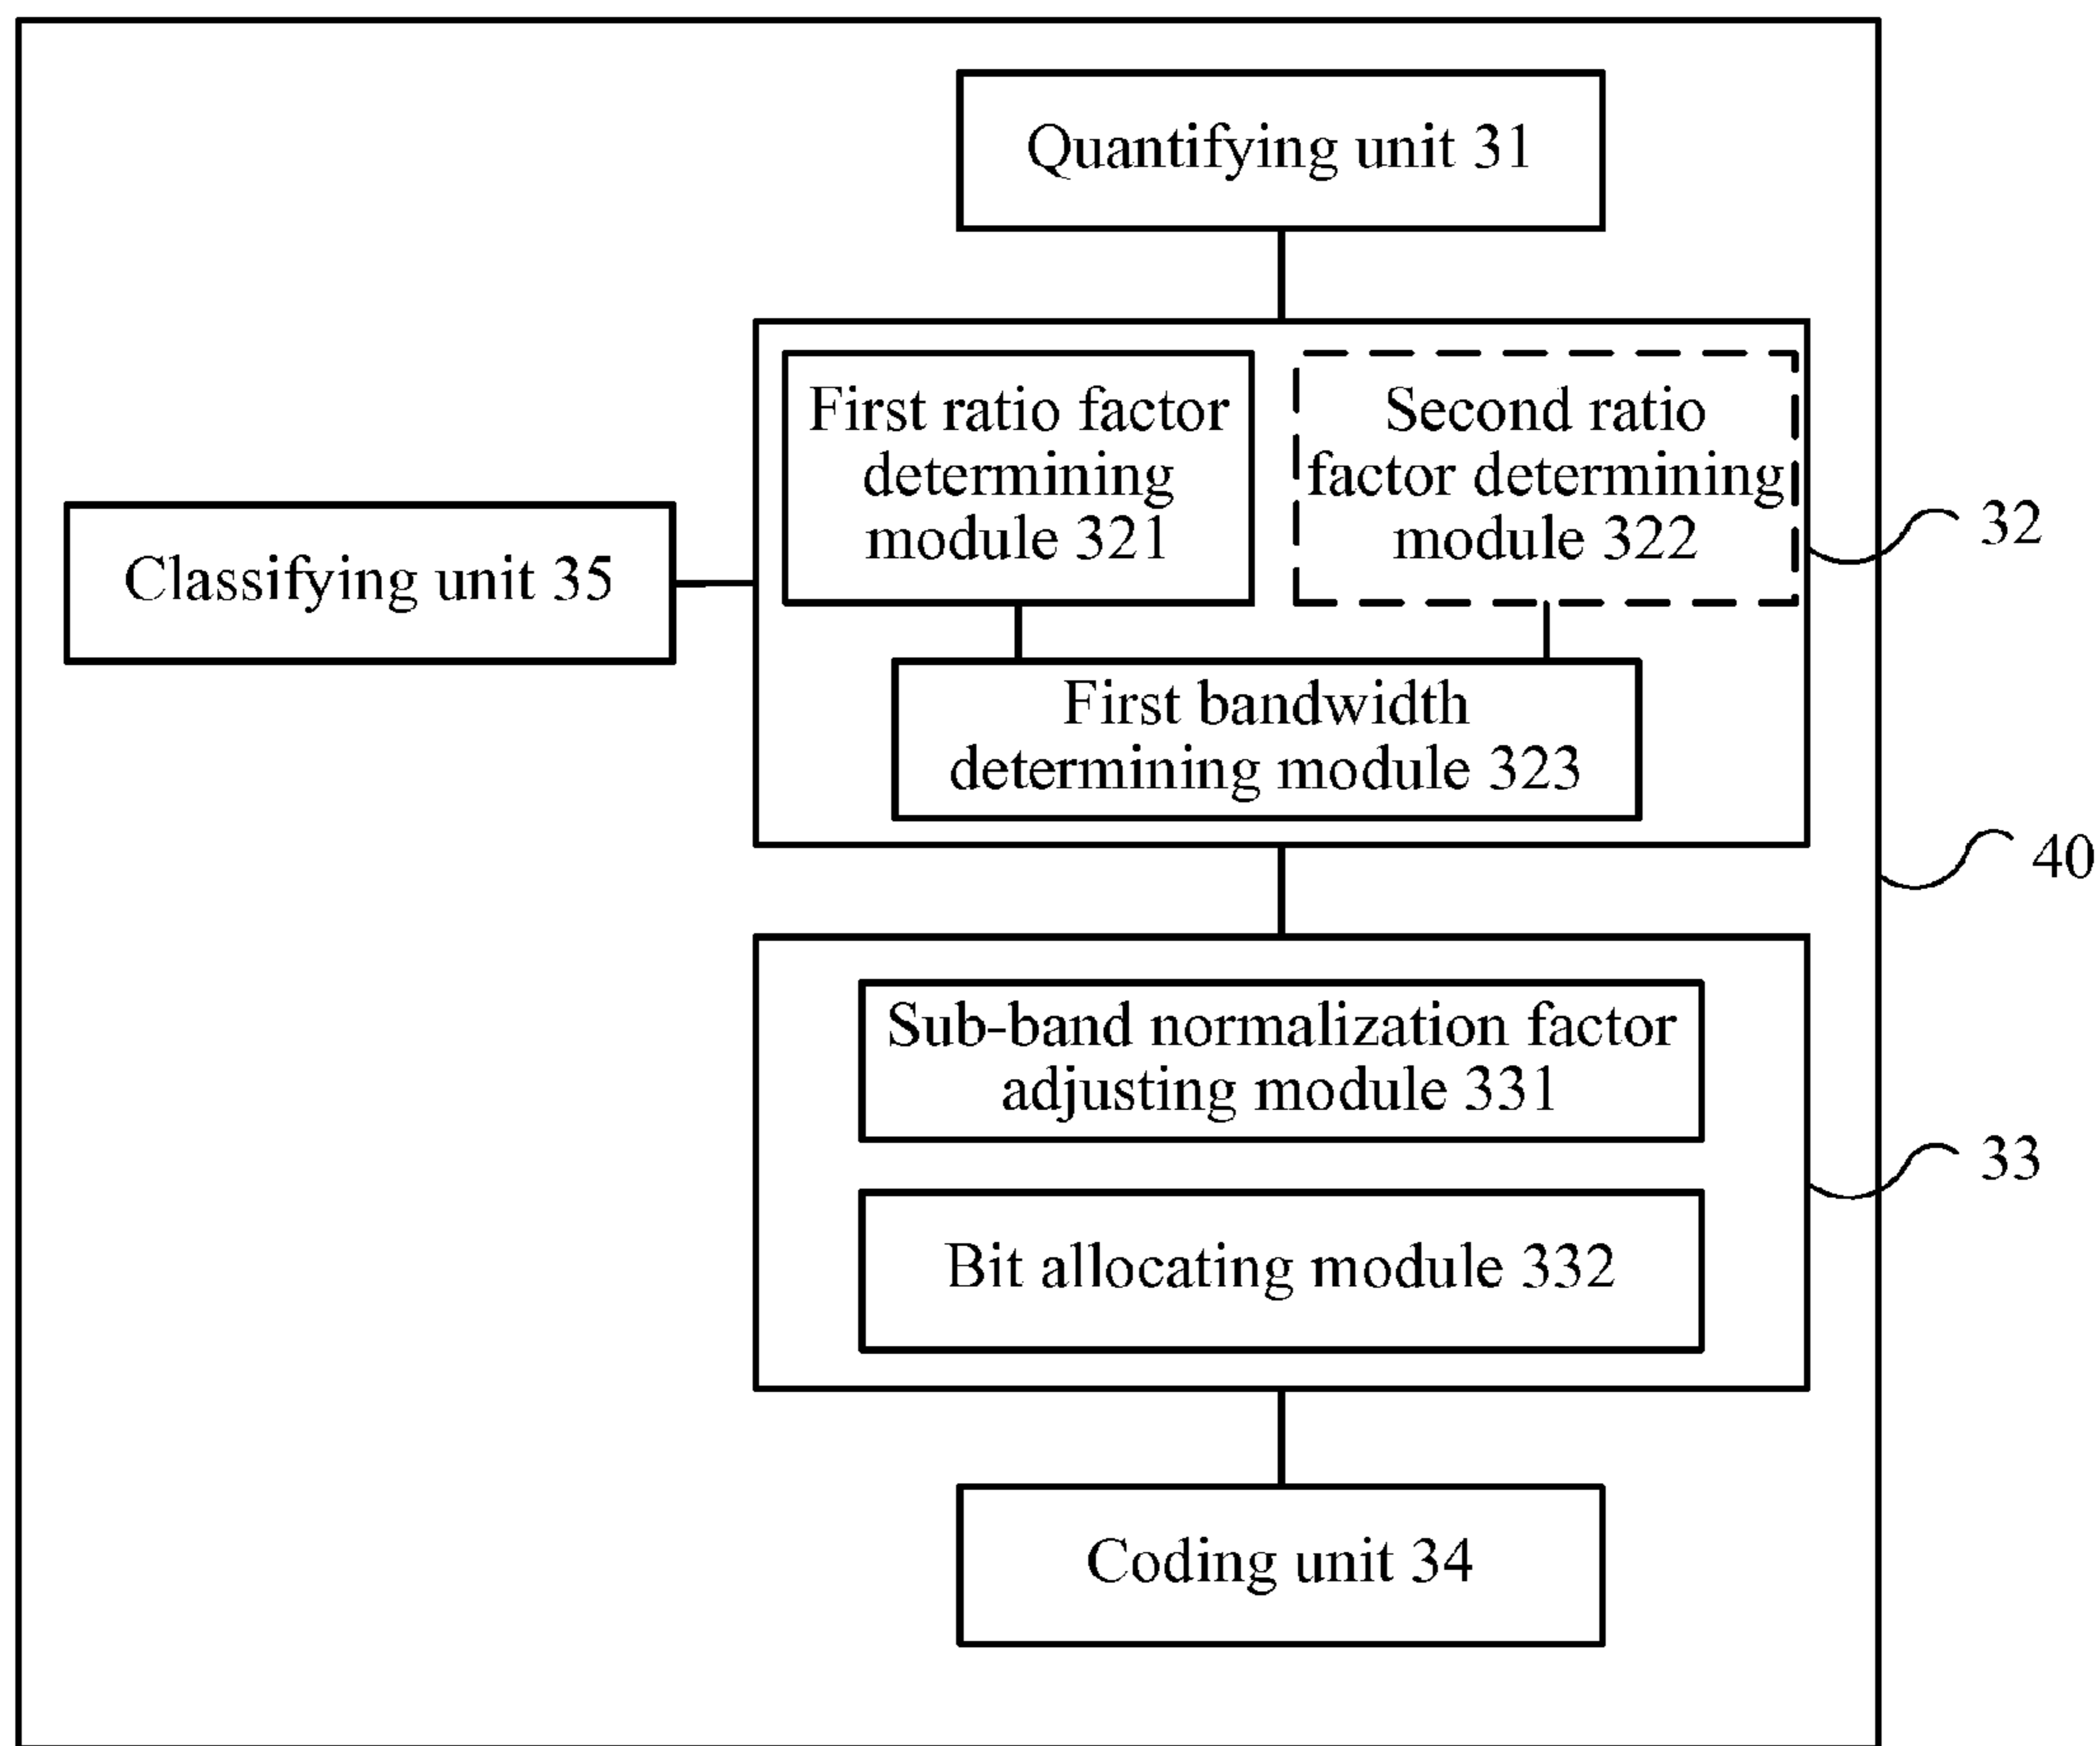 Quantifying unit 31
First ratio factor
determining
module 321
Second ratio
factor determining
module 322
32
Classifying unit 35
First bandwidth
determining module 323
40
Sub-band normalization factor
adjusting module 331
33
Bit allocating module 332
Coding unit 34